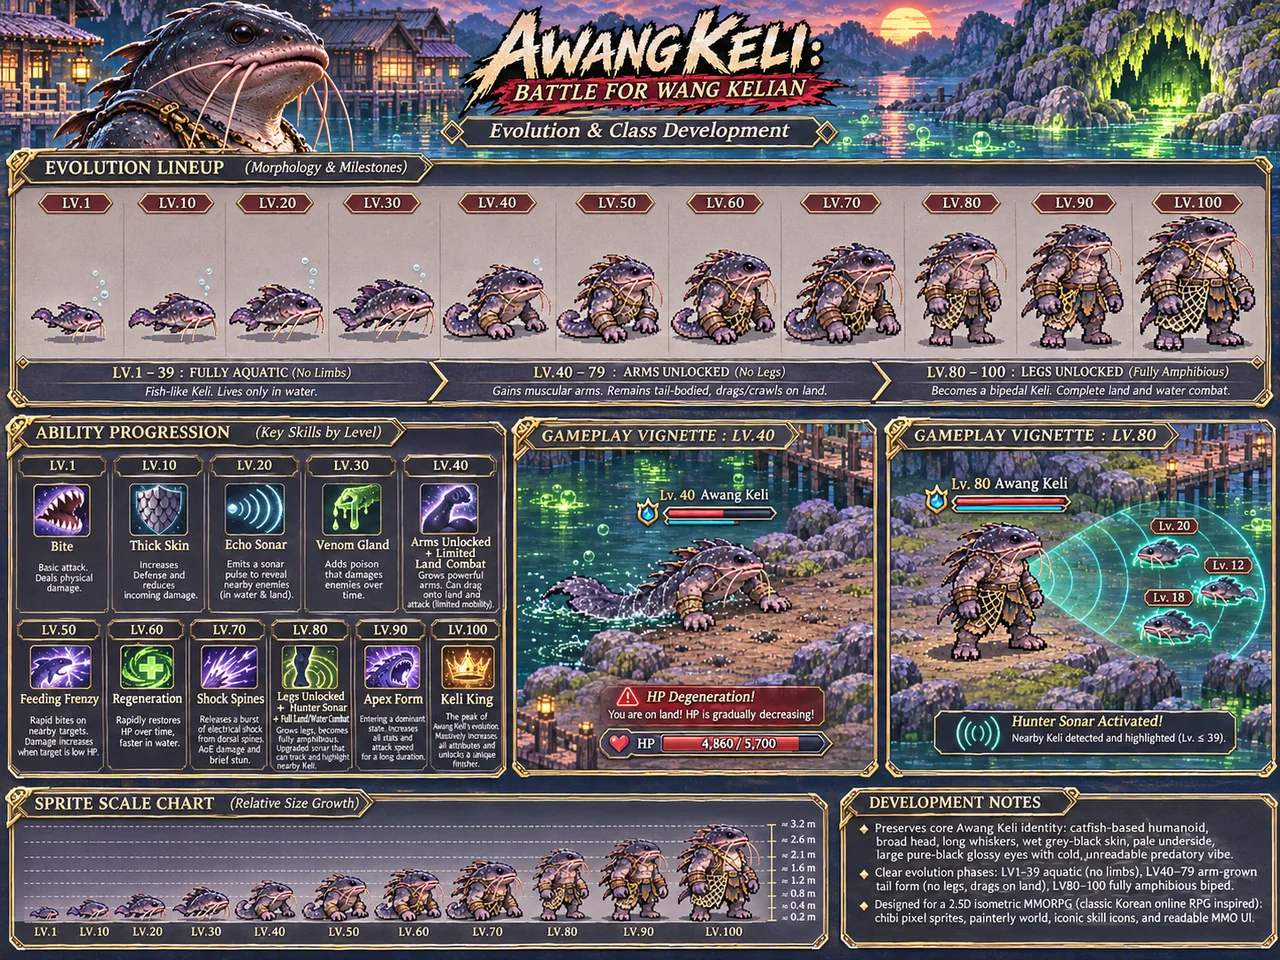 AWANG KELI:
BATTLE FOR WANG KELIAN
Evolution & Class Development
EVOLUTION LINEUP (Morphology & Milestones)
LV.1 LV.10 LV.20 LV.30 LV.40 LV.50 LV.60 LV.70 LV.80 LV.90 LV.100
LV.1 – 39 : FULLY AQUATIC (No Limbs)
Fish-like Keli. Lives only in water.
LV.40 – 79 : ARMS UNLOCKED (No Legs)
Gains muscular arms. Remains tail-bodied, drags/crawls on land.
LV.80 – 100 : LEGS UNLOCKED (Fully Amphibious)
Becomes a bipedal Keli. Complete land and water combat.
ABILITY PROGRESSION (Key Skills by Level)
LV.1
Bite
Basic attack.
Deals physical
damage.
LV.10
Thick Skin
Increases
Defense and
reduces
incoming damage.
LV.20
Echo Sonar
Emits a sonar
pulse to reveal
nearby enemies
(in water & land).
LV.30
Venom Gland
Adds poison
that damages
enemies over
time.
LV.40
Arms Unlocked
+ Limited
Land Combat
Grows powerful
arms. Can drag
onto land and
attack (limited mobility).
LV.50
Feeding Frenzy
Rapid bites on
nearby targets.
Damage increases
when target is low HP.
LV.60
Regeneration
Rapidly restores
HP over time,
faster in water.
LV.70
Shock Spines
Releases a burst
of electrical shock
from dorsal spines.
AoE damage and
brief stun.
LV.80
Legs Unlocked
+ Hunter Sonar
+ Full Land/Water Combat
Grows legs, becomes
fully amphibious.
Upgraded sonar that
can track and highlight
nearby Keli.
LV.90
Apex Form
Entering a dominant
state. Increases
all stats and
attack speed
for a long duration.
LV.100
Keli King
The peak of
Awang Keli's evolution.
Massively increases
all attributes and
unlocks a unique
finisher.
GAMEPLAY VIGNETTE : LV.40
Lv. 40 Awang Keli
HP Degeneration!
You are on land! HP is gradually decreasing!
HP 4,860 / 5,700
GAMEPLAY VIGNETTE : LV.80
Lv. 80 Awang Keli
Lv. 20
Lv. 12
Lv. 18
Hunter Sonar Activated!
Nearby Keli detected and highlighted (Lv. ≤ 39).
SPRITE SCALE CHART (Relative Size Growth)
≈ 3.2 m
≈ 2.6 m
≈ 2.1 m
≈ 1.6 m
≈ 1.2 m
≈ 0.8 m
≈ 0.4 m
≈ 0.2 m
LV.1 LV.10 LV.20 LV.30 LV.40 LV.50 LV.60 LV.70 LV.80 LV.90 LV.100
DEVELOPMENT NOTES
Preserves core Awang Keli identity: catfish-based humanoid,
broad head, long whiskers, wet grey-black skin, pale underside,
large pure-black glossy eyes with cold, unreadable predatory vibe.
Clear evolution phases: LV1–39 aquatic (no limbs), LV40–79 arm-grown
tail form (no legs, drags on land), LV80–100 fully amphibious biped.
Designed for a 2.5D isometric MMORPG (classic Korean online RPG inspired):
chibi pixel sprites, painterly world, iconic skill icons, and readable MMO UI.